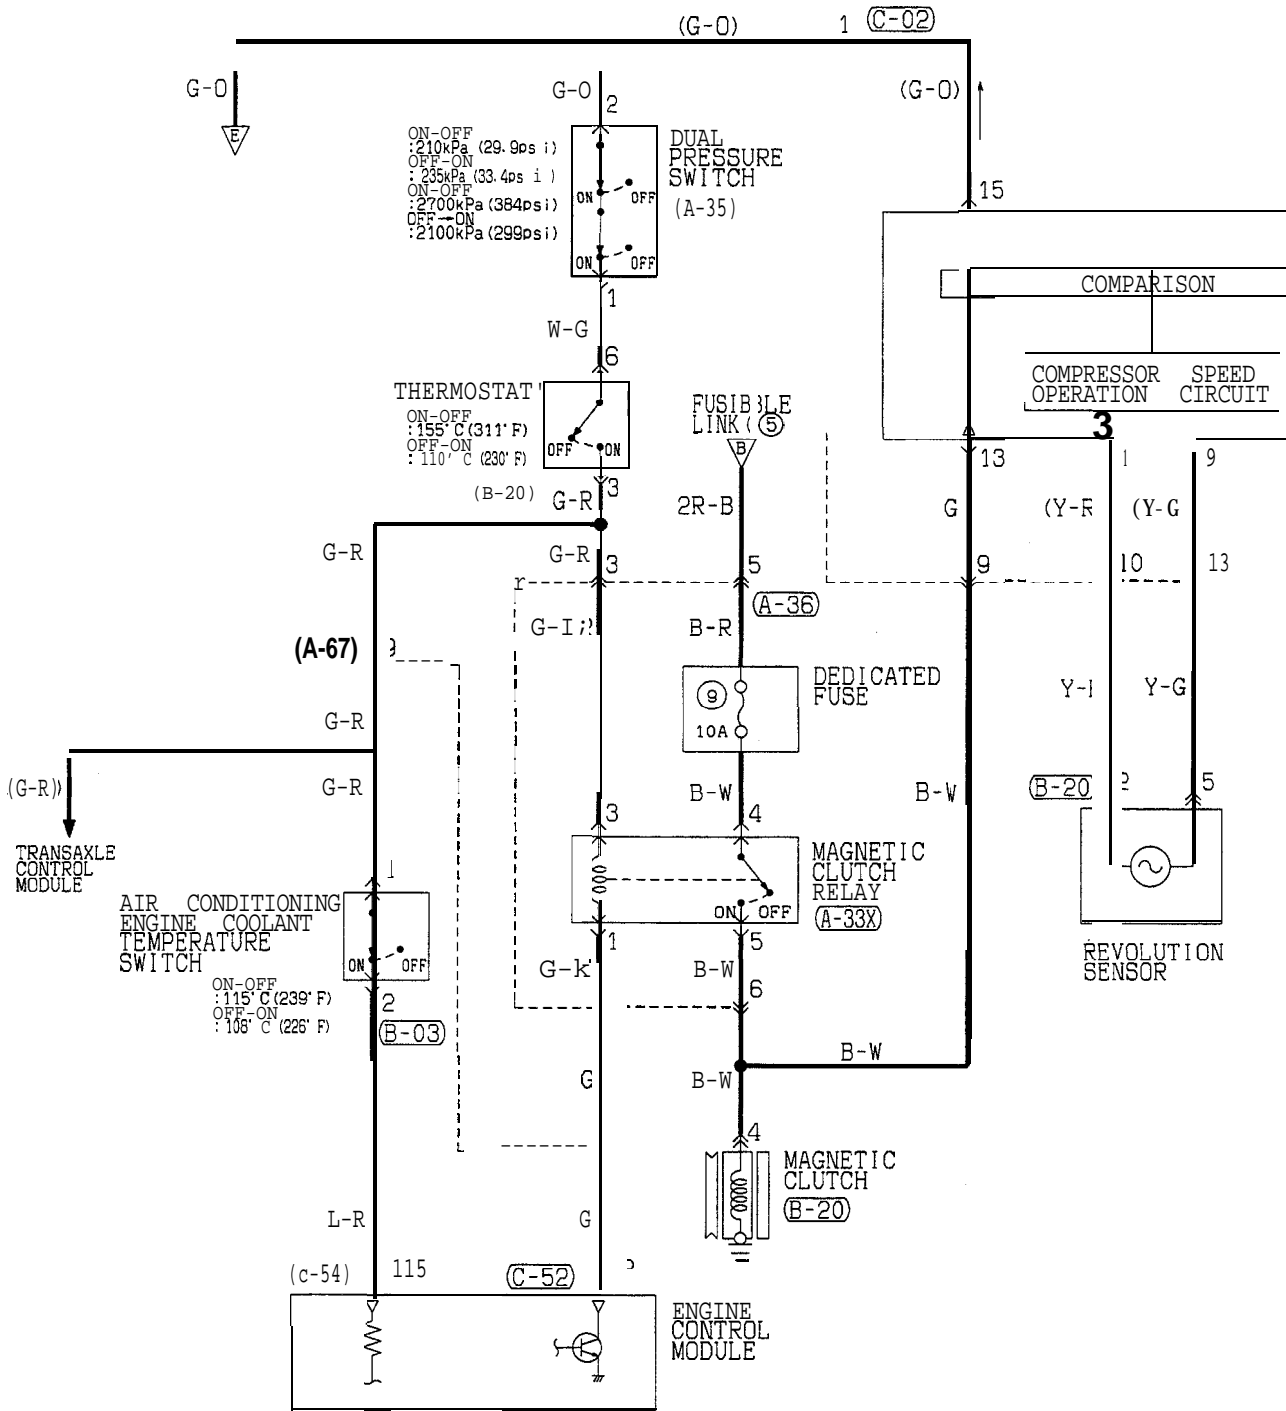 (G-O) 1 (C-02)
G-O
E
G-O
2
(G-O)
15
ON-OFF
:210kPa (29.9ps i)
OFF-ON
: 235kPa (33.4ps i )
ON-OFF
:2700kPa (384psi)
OFF→ON
:2100kPa (299psi)
ON OFF
ON OFF
DUAL
PRESSURE
SWITCH
(A-35)
1
W-G
6
COMPARISON
COMPRESSOR
OPERATION
SPEED
CIRCUIT
3
THERMOSTAT'
ON-OFF
:155°C (311°F)
OFF-ON
: 110' C (230°F)
OFF ON
(B-20)
3
G-R
FUSIBLE
LINK ( 5)
B
2R-B
5
13
G
9
1
9
(Y-R
(Y-G
10
13
G-R
G-R
3
(A-36)
B-R
(A-67)
9
DEDICATED
FUSE
9
10A
Y-
Y-G
G-R
(G-R)
G-R
B-W
B-W
(B-20
2
5
3
4
TRANSAXLE
CONTROL
MODULE
1
AIR CONDITIONING
ENGINE COOLANT
TEMPERATURE
SWITCH
ON OFF
ON-OFF
:115°C (239°F)
OFF-ON
: 108° C (226° F)
2
(B-03)
MAGNETIC
CLUTCH
RELAY
(A-33X)
ON OFF
1
5
G-k
B-W
6
REVOLUTION
SENSOR
B-W
G
B-W
4
MAGNETIC
CLUTCH
(B-20)
L-R
G
(c-54)
115
(C-52)
ENGINE
CONTROL
MODULE